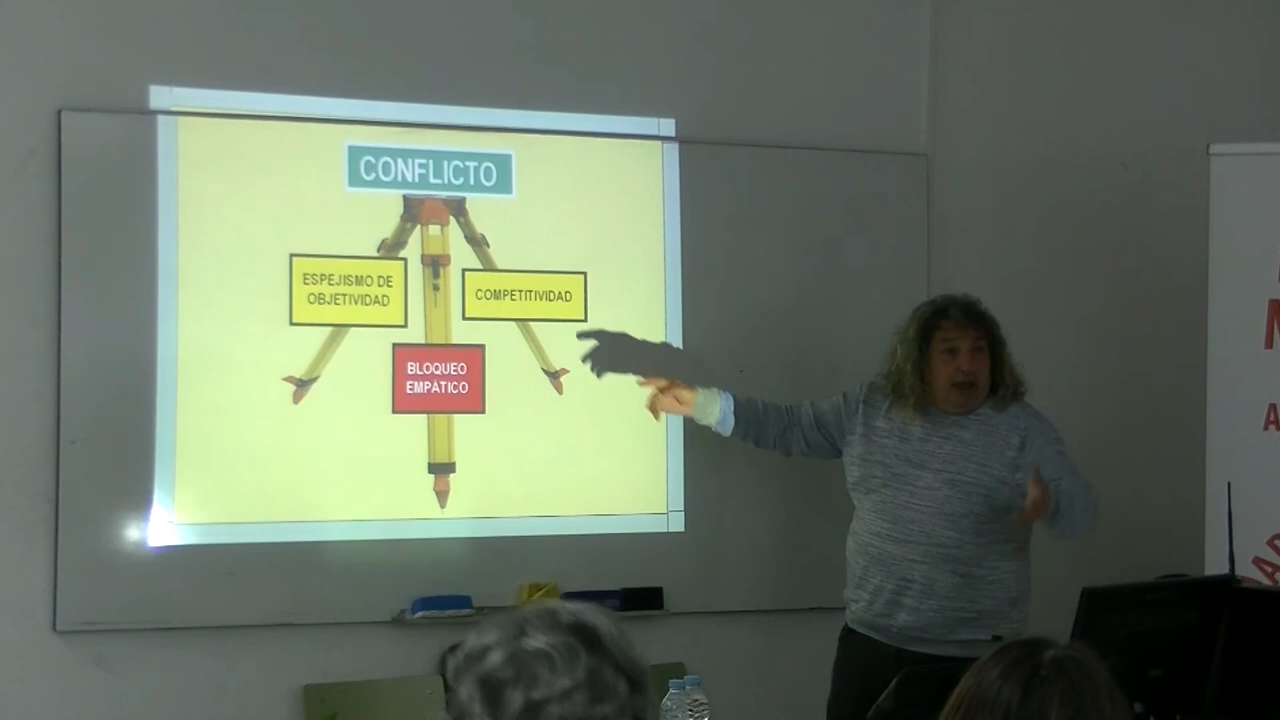 CONFLICTO
ESPEJISMO DE
OBJETIVIDAD
COMPETITIVIDAD
BLOQUEO
EMPÁTICO